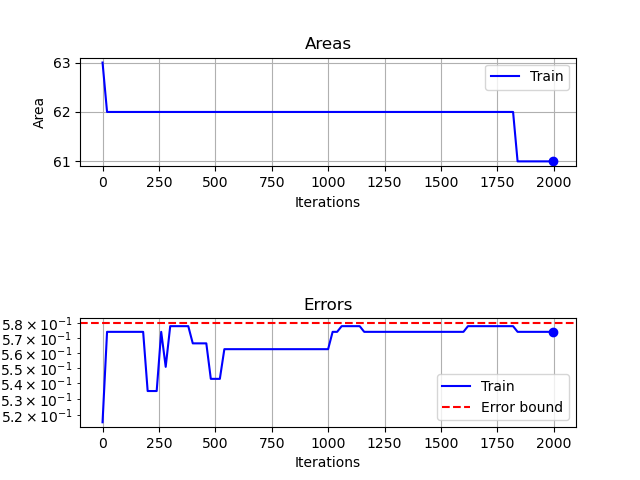 Areas
63
62
61
Area
Train
0 250 500 750 1000 1250 1500 1750 2000
Iterations
Errors
5.8 × 10⁻¹
5.7 × 10⁻¹
5.6 × 10⁻¹
5.5 × 10⁻¹
5.4 × 10⁻¹
5.3 × 10⁻¹
5.2 × 10⁻¹
Train
Error bound
0 250 500 750 1000 1250 1500 1750 2000
Iterations